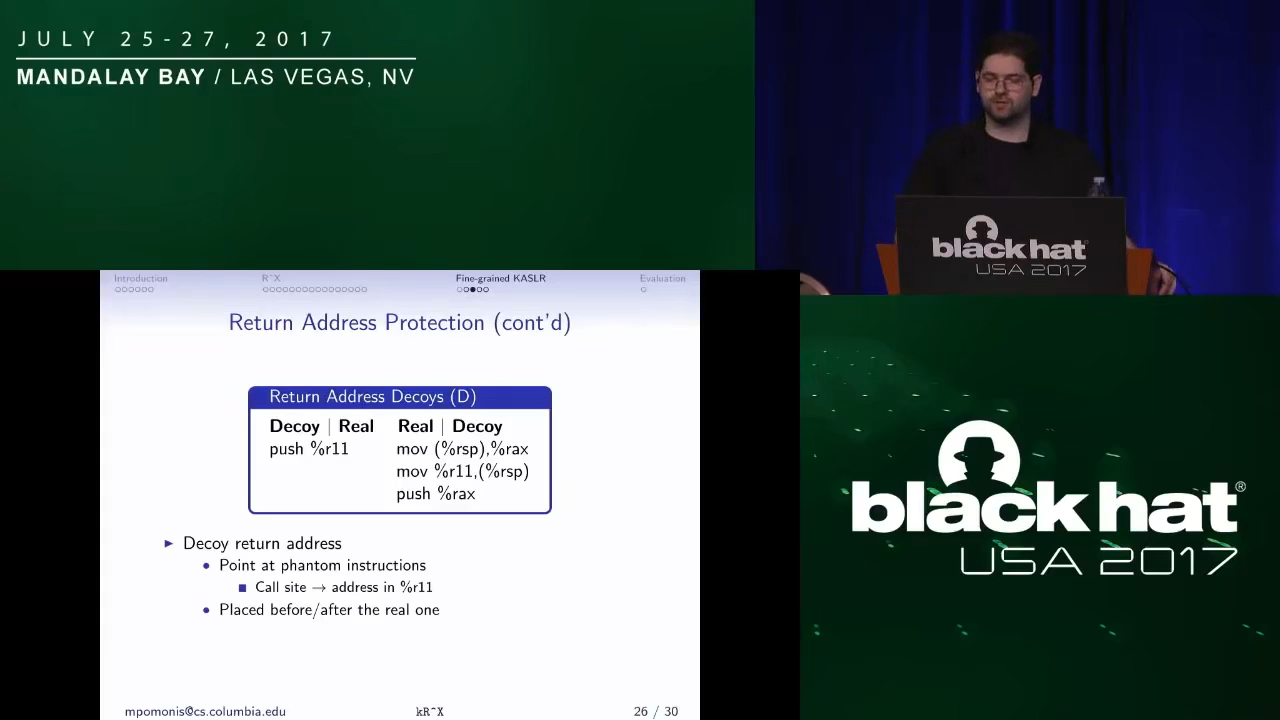 JULY 25-27, 2017
MANDALAY BAY / LAS VEGAS, NV
black hat
USA 2017
Introduction
R^X
Fine-grained KASLR
Evaluation
Return Address Protection (cont'd)
Return Address Decoys (D)
Decoy | Real Real | Decoy
push %r11 mov (%rsp),%rax
mov %r11,(%rsp)
push %rax
Decoy return address
Point at phantom instructions
Call site → address in %r11
Placed before/after the real one
mpomonis@cs.columbia.edu
kR^X
26 / 30
black hat®
USA 2017